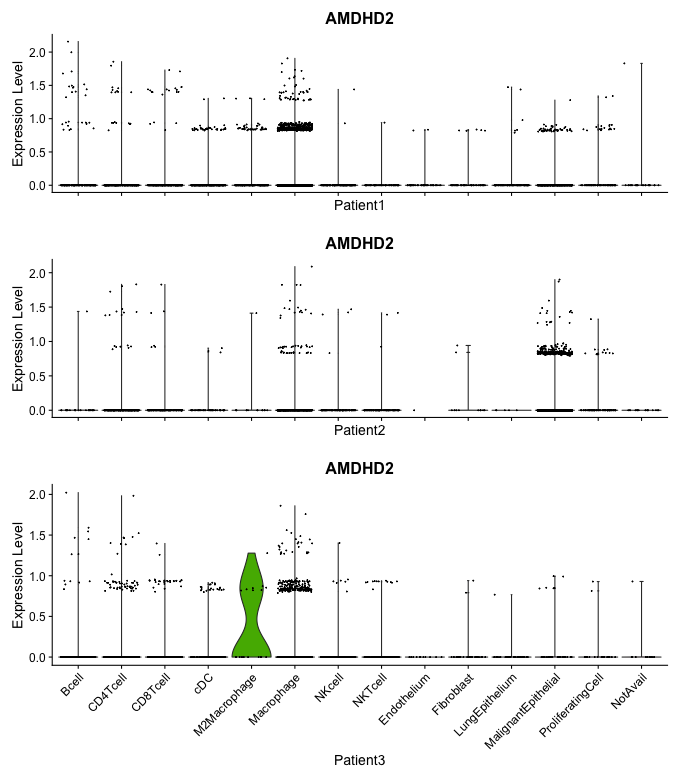 AMDHD2
Expression Level
2.0
1.5
1.0
0.5
0.0
Patient1
AMDHD2
Expression Level
2.0
1.5
1.0
0.5
0.0
Patient2
AMDHD2
Expression Level
2.0
1.5
1.0
0.5
0.0
Bcell
CD4Tcell
CD8Tcell
cDC
M2Macrophage
Macrophage
NKcell
NKTcell
Endothelium
Fibroblast
LungEpithelium
MalignantEpithelial
ProliferatingCell
NotAvail
Patient3